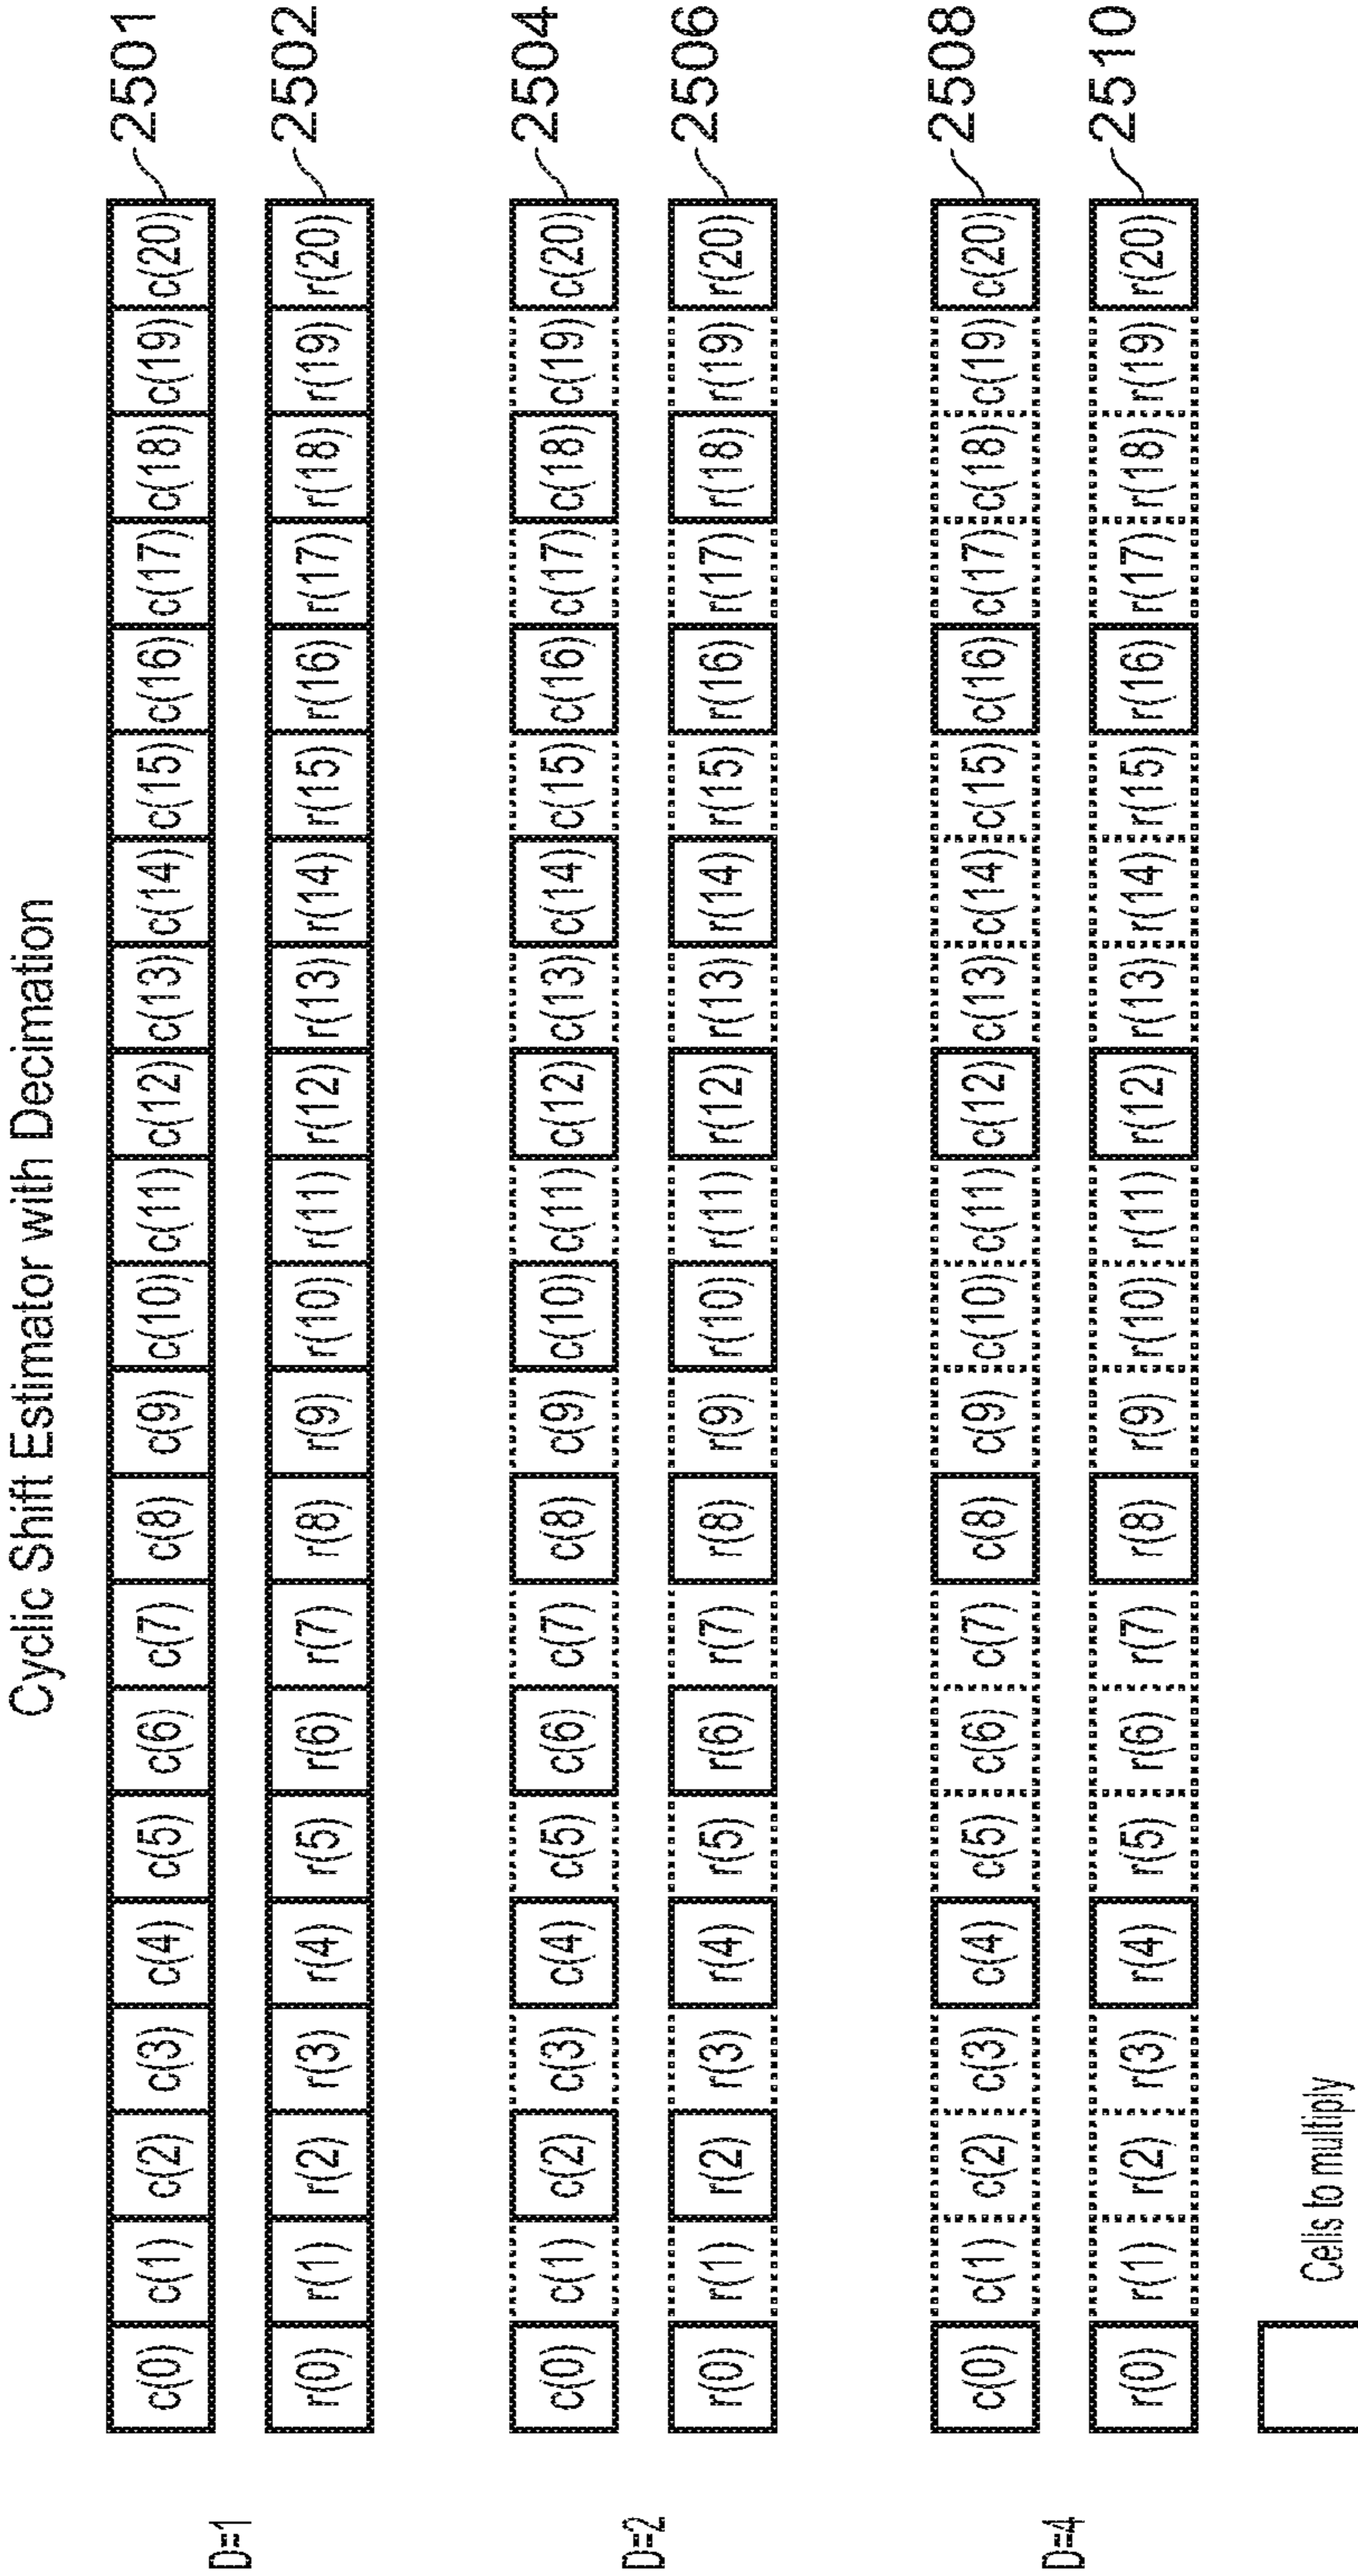 Cyclic Shift Estimator with Decimation
D=1
c(0) c(1) c(2) c(3) c(4) c(5) c(6) c(7) c(8) c(9) c(10) c(11) c(12) c(13) c(14) c(15) c(16) c(17) c(18) c(19) c(20) 2501
r(0) r(1) r(2) r(3) r(4) r(5) r(6) r(7) r(8) r(9) r(10) r(11) r(12) r(13) r(14) r(15) r(16) r(17) r(18) r(19) r(20) 2502
D=2
c(0) c(1) c(2) c(3) c(4) c(5) c(6) c(7) c(8) c(9) c(10) c(11) c(12) c(13) c(14) c(15) c(16) c(17) c(18) c(19) c(20) 2504
r(0) r(1) r(2) r(3) r(4) r(5) r(6) r(7) r(8) r(9) r(10) r(11) r(12) r(13) r(14) r(15) r(16) r(17) r(18) r(19) r(20) 2506
D=4
c(0) c(1) c(2) c(3) c(4) c(5) c(6) c(7) c(8) c(9) c(10) c(11) c(12) c(13) c(14) c(15) c(16) c(17) c(18) c(19) c(20) 2508
r(0) r(1) r(2) r(3) r(4) r(5) r(6) r(7) r(8) r(9) r(10) r(11) r(12) r(13) r(14) r(15) r(16) r(17) r(18) r(19) r(20) 2510
Cells to multiply